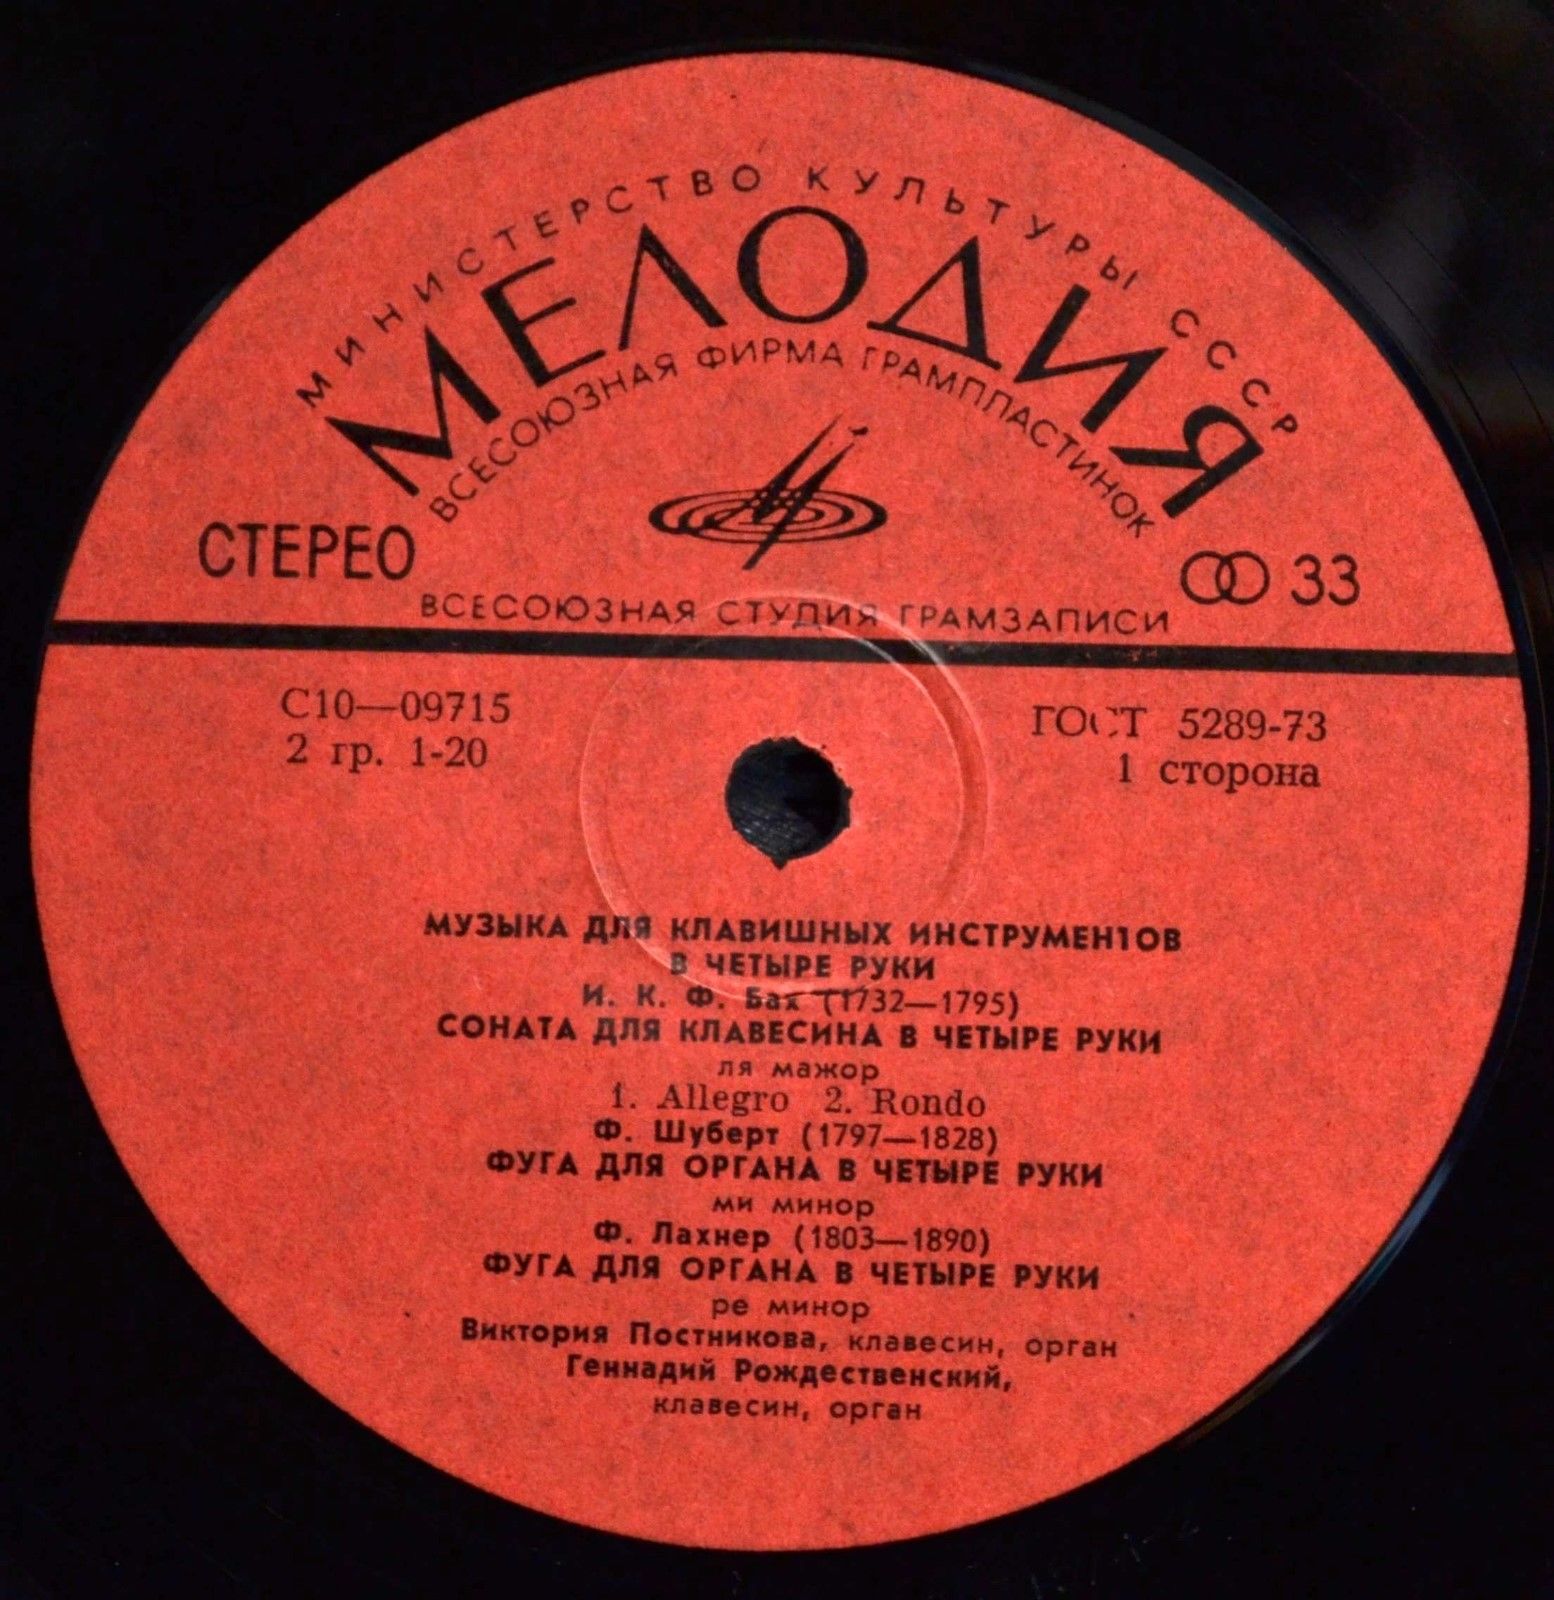 МИНИСТЕРСТВО КУЛЬТУРЫ СССР
МЕЛОДИЯ
ВСЕСОЮЗНАЯ ФИРМА ГРАМПЛАСТИНОК
СТЕРЕО
33
ВСЕСОЮЗНАЯ СТУДИЯ ГРАМЗАПИСИ
С10—09715
ГОСТ 5289-73
2 гр. 1-20
1 сторона
МУЗЫКА ДЛЯ КЛАВИШНЫХ ИНСТРУМЕНТОВ
В ЧЕТЫРЕ РУКИ
И. К. Ф. Бах (1732—1795)
СОНАТА ДЛЯ КЛАВЕСИНА В ЧЕТЫРЕ РУКИ
ля мажор
1. Allegro 2. Rondo
Ф. Шуберт (1797—1828)
ФУГА ДЛЯ ОРГАНА В ЧЕТЫРЕ РУКИ
ми минор
Ф. Лахнер (1803—1890)
ФУГА ДЛЯ ОРГАНА В ЧЕТЫРЕ РУКИ
ре минор
Виктория Постникова, клавесин, орган
Геннадий Рождественский,
клавесин, орган